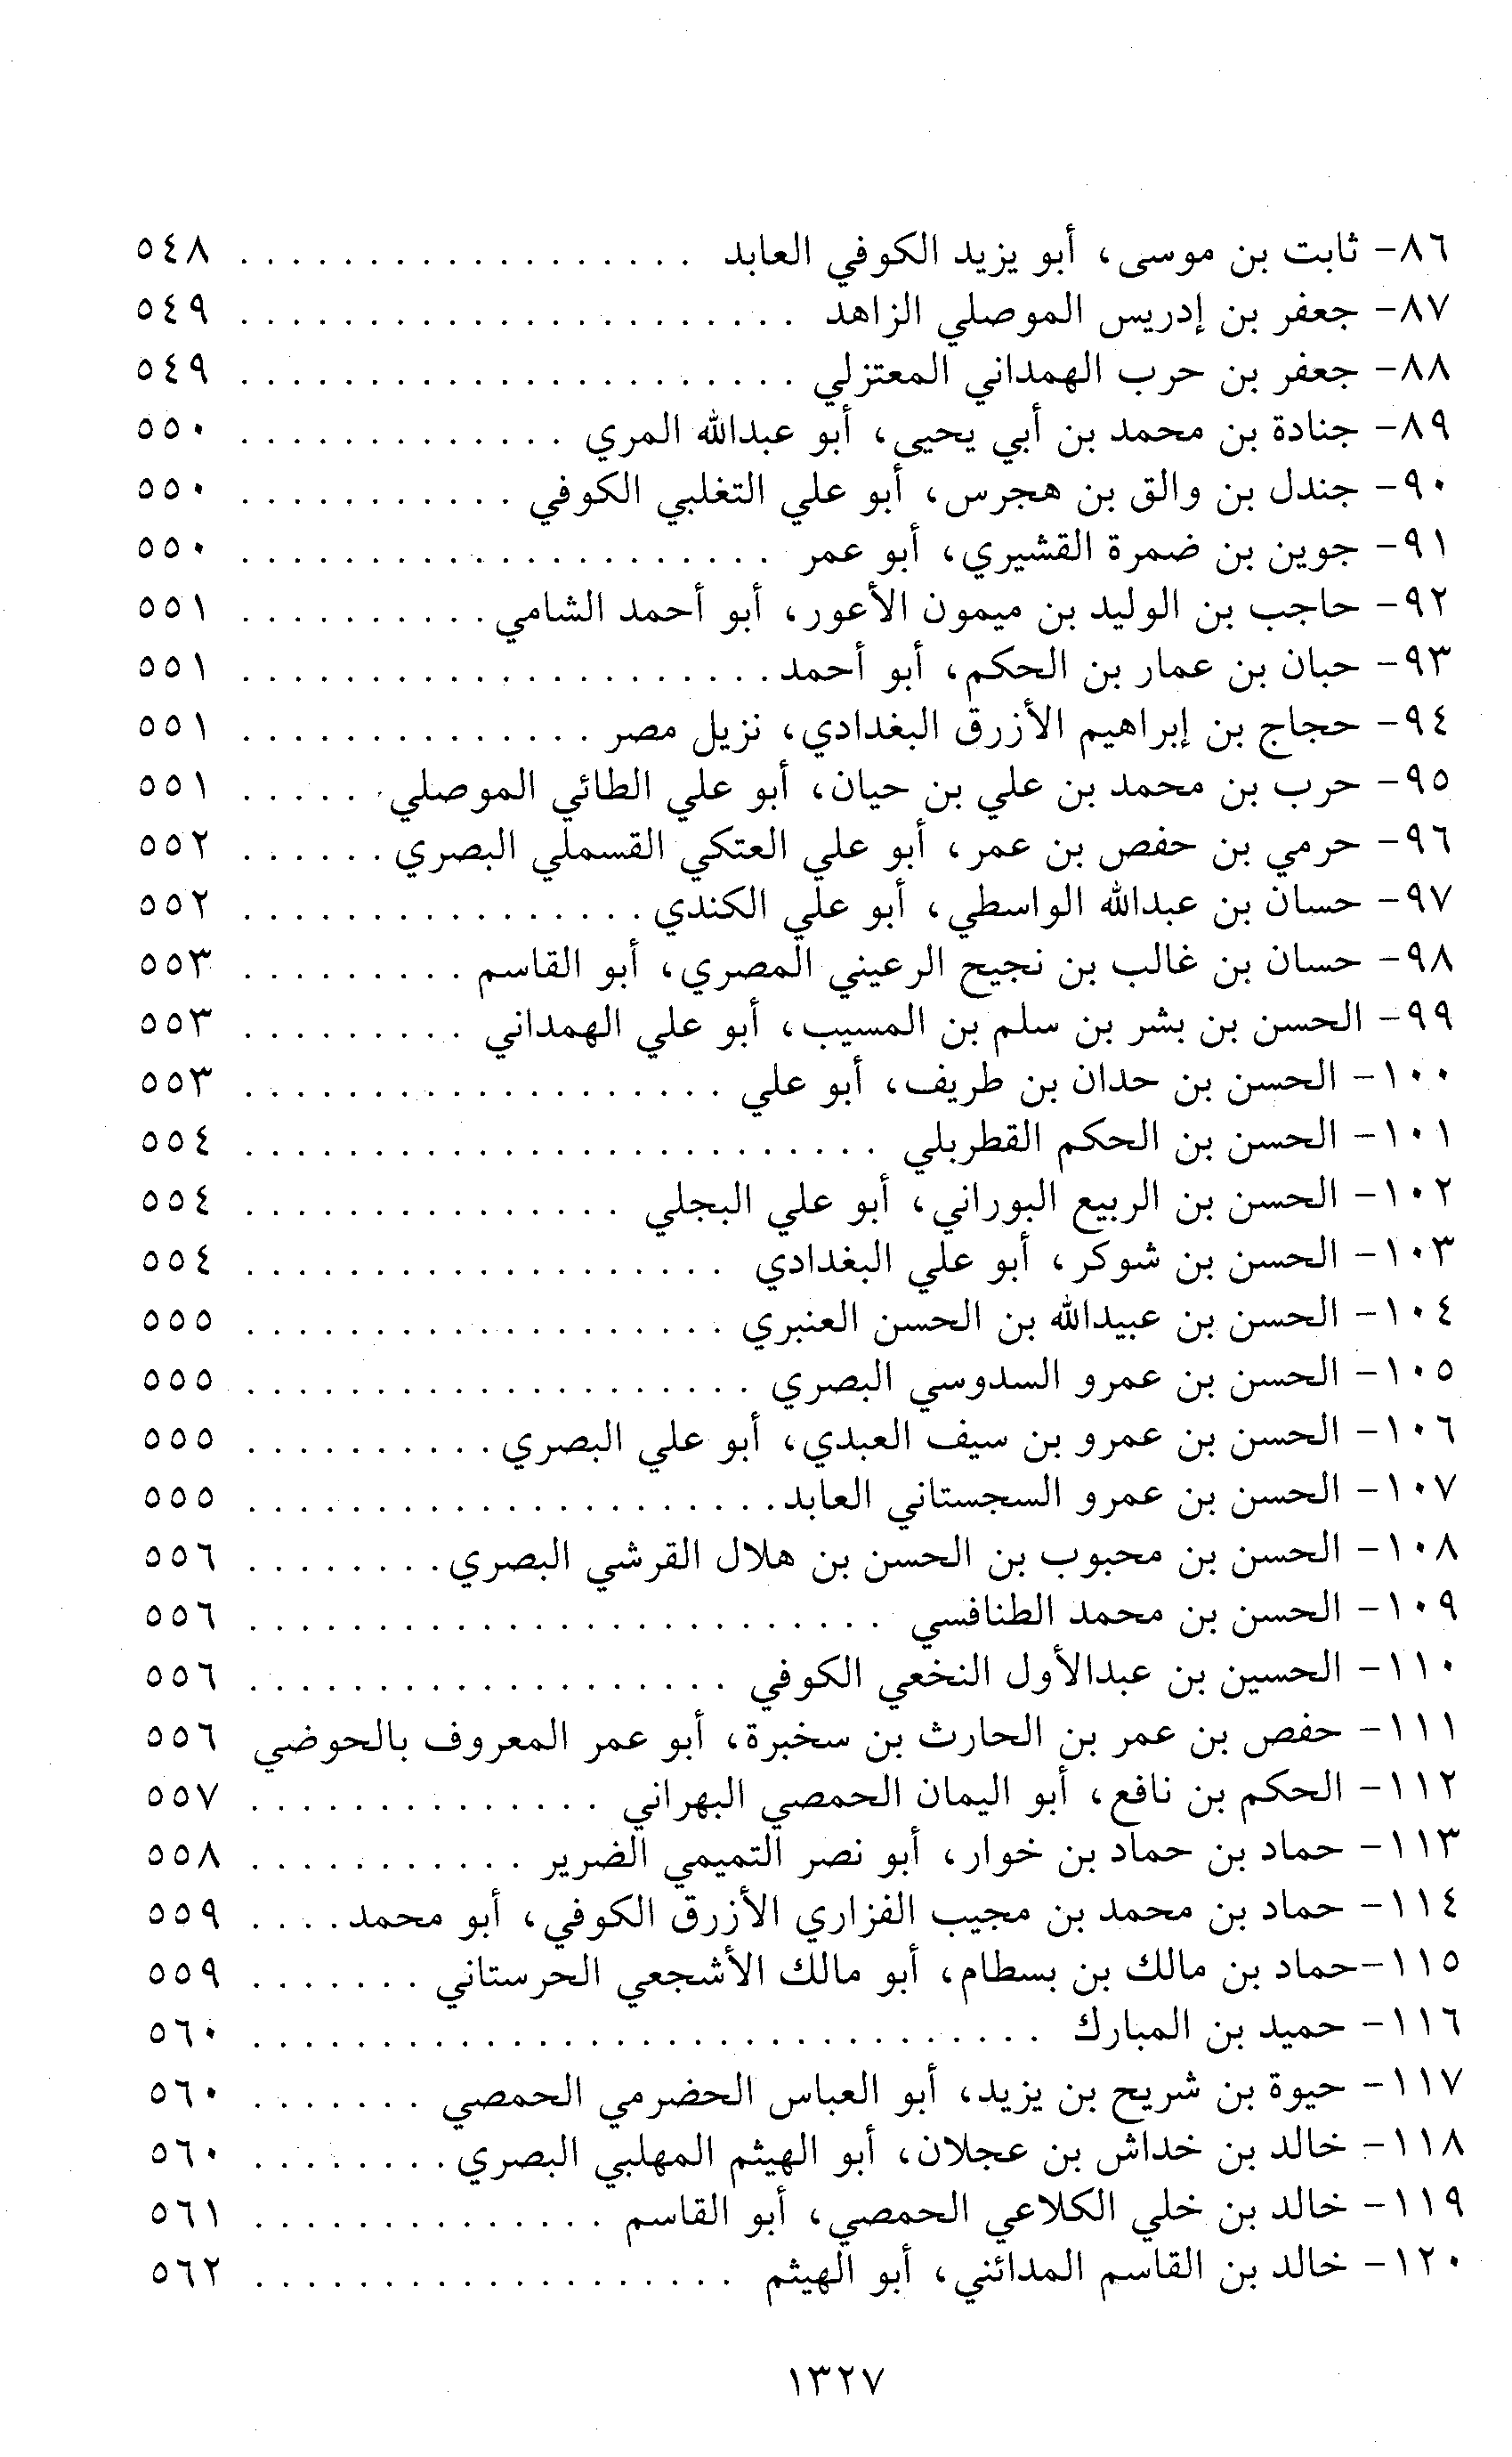 ٨٦- ثابت بن موسى، أبو يزيد الكوفي العابد . . . . . . . . . . . . . . . . . . ٥٤٨
٨٧- جعفر بن إدريس الموصلي الزاهد . . . . . . . . . . . . . . . . . . . . . . ٥٤٩
٨٨- جعفر بن حرب الهمداني المعتزلي . . . . . . . . . . . . . . . . . . . . . . ٥٤٩
٨٩- جنادة بن محمد بن أبي يحيى، أبو عبدالله المري . . . . . . . . . . . . . ٥٥٠
٩٠- جندل بن والق بن هجرس، أبو علي التغلبي الكوفي . . . . . . . . . . . ٥٥٠
٩١- جوين بن ضمرة القشيري، أبو عمر . . . . . . . . . . . . . . . . . . . . . ٥٥٠
٩٢- حاجب بن الوليد بن ميمون الأعور، أبو أحمد الشامي . . . . . . . . . . ٥٥١
٩٣- حبان بن عمار بن الحكم، أبو أحمد . . . . . . . . . . . . . . . . . . . . . ٥٥١
٩٤- حجاج بن إبراهيم الأزرق البغدادي، نزيل مصر . . . . . . . . . . . . . . ٥٥١
٩٥- حرب بن محمد بن علي بن حيان، أبو علي الطائي الموصلي . . . . . . ٥٥١
٩٦- حرمي بن حفص بن عمر، أبو علي العتكي القسملي البصري . . . . . . ٥٥٢
٩٧- حسان بن عبدالله الواسطي، أبو علي الكندي . . . . . . . . . . . . . . . . ٥٥٢
٩٨- حسان بن غالب بن نجيح الرعيني المصري، أبو القاسم . . . . . . . . . ٥٥٣
٩٩- الحسن بن بشر بن سلم بن المسيب، أبو علي الهمداني . . . . . . . . . ٥٥٣
١٠٠- الحسن بن حدان بن طريف، أبو علي . . . . . . . . . . . . . . . . . . . ٥٥٣
١٠١- الحسن بن الحكم القطربلي . . . . . . . . . . . . . . . . . . . . . . . . . ٥٥٤
١٠٢- الحسن بن الربيع البوراني، أبو علي البجلي . . . . . . . . . . . . . . . ٥٥٤
١٠٣- الحسن بن شوكر، أبو علي البغدادي . . . . . . . . . . . . . . . . . . . ٥٥٤
١٠٤- الحسن بن عبيدالله بن الحسن العنبري . . . . . . . . . . . . . . . . . . . ٥٥٥
١٠٥- الحسن بن عمرو السدوسي البصري . . . . . . . . . . . . . . . . . . . . ٥٥٥
١٠٦- الحسن بن عمرو بن سيف العبدي، أبو علي البصري . . . . . . . . . . ٥٥٥
١٠٧- الحسن بن عمرو السجستاني العابد . . . . . . . . . . . . . . . . . . . . . ٥٥٥
١٠٨- الحسن بن محبوب بن الحسن بن هلال القرشي البصري . . . . . . . . ٥٥٦
١٠٩- الحسن بن محمد الطنافسي . . . . . . . . . . . . . . . . . . . . . . . . . ٥٥٦
١١٠- الحسين بن عبدالأول النخعي الكوفي . . . . . . . . . . . . . . . . . . . ٥٥٦
١١١- حفص بن عمر بن الحارث بن سخبرة، أبو عمر المعروف بالحوضي ٥٥٦
١١٢- الحكم بن نافع، أبو اليمان الحمصي البهراني . . . . . . . . . . . . . . ٥٥٧
١١٣- حماد بن حماد بن خوار، أبو نصر التميمي الضرير . . . . . . . . . . . ٥٥٨
١١٤- حماد بن محمد بن مجيب الفزاري الأزرق الكوفي، أبو محمد . . . . ٥٥٩
١١٥-حماد بن مالك بن بسطام، أبو مالك الأشجعي الحرستاني . . . . . . . ٥٥٩
١١٦- حميد بن المبارك . . . . . . . . . . . . . . . . . . . . . . . . . . . . . . . ٥٦٠
١١٧- حيوة بن شريح بن يزيد، أبو العباس الحضرمي الحمصي . . . . . . . ٥٦٠
١١٨- خالد بن خداش بن عجلان، أبو الهيثم المهلبي البصري . . . . . . . . ٥٦٠
١١٩- خالد بن خلي الكلاعي الحمصي، أبو القاسم . . . . . . . . . . . . . . ٥٦١
١٢٠- خالد بن القاسم المدائني، أبو الهيثم . . . . . . . . . . . . . . . . . . . ٥٦٢
١٣٢٧